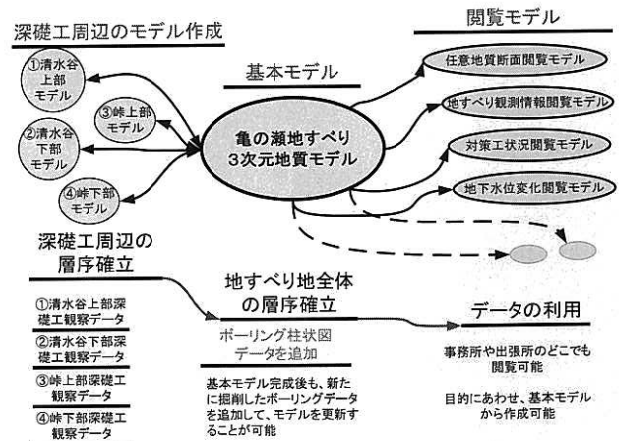 深礎工周辺のモデル作成
①清水谷
上部
モデル
③峠上部
モデル
②清水谷
下部
モデル
④峠下部
モデル
基本モデル
亀の瀬地すべり
3次元地質モデル
閲覧モデル
任意地質断面閲覧モデル
地すべり観測情報閲覧モデル
対策工状況閲覧モデル
地下水位変化閲覧モデル
深礎工周辺の
層序確立
①清水谷上部深
礎工観察データ
②清水谷下部深
礎工観察データ
③峠上部深礎工
観察データ
④峠下部深礎工
観察データ
地すべり地全体
の層序確立
ボーリング柱状図
データを追加
基本モデル完成後も、新た
に掘削したボーリングデータ
を追加して、モデルを更新す
ることが可能
データの利用
事務所や出張所のどこでも
閲覧可能
目的にあわせ、基本モデル
から作成可能